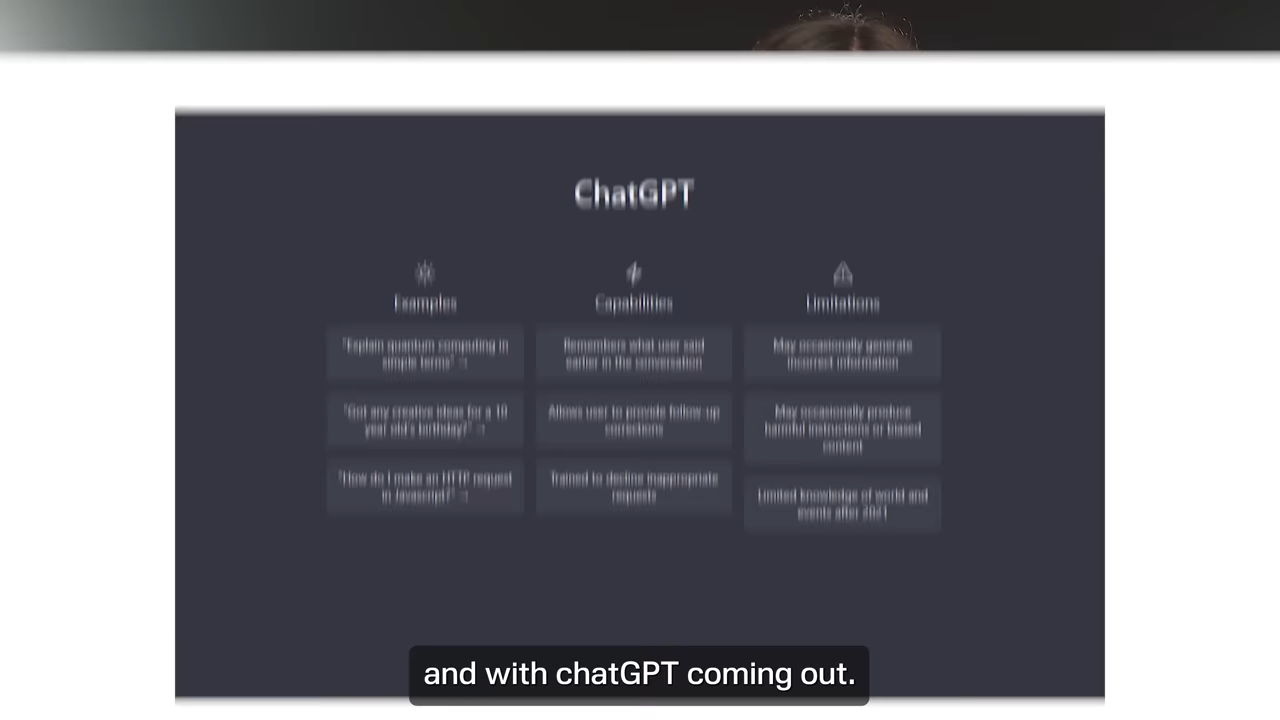 ChatGPT
Examples
Capabilities
Limitations
"Explain quantum computing in
simple terms"
Remembers what user said
earlier in the conversation
May occasionally generate
incorrect information
"Got any creative ideas for a 10
year old's birthday?"
Allows user to provide follow-up
corrections
May occasionally produce
harmful instructions or biased
content
"How do I make an HTTP request
in Javascript?"
Trained to decline inappropriate
requests
Limited knowledge of world and
events after 2021
and with chatGPT coming out.